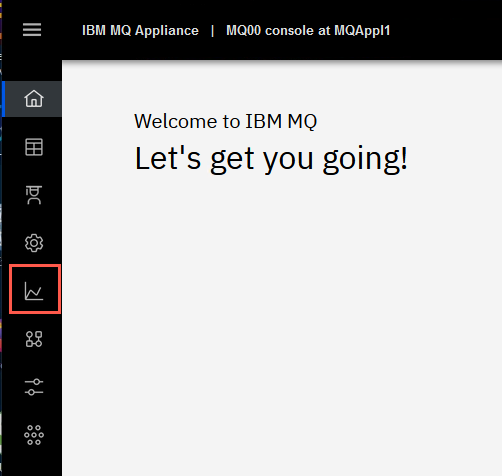 IBM MQ Appliance | MQ00 console at MQAppl1
Welcome to IBM MQ
Let's get you going!